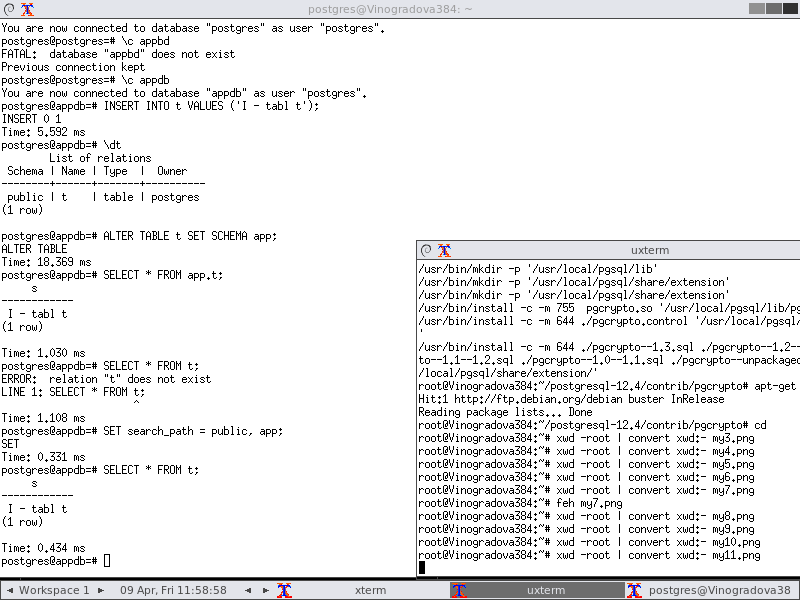 postgres@Vinogradova384: ~
You are now connected to database "postgres" as user "postgres".
postgres@postgres=# \c appbd
FATAL:  database "appbd" does not exist
Previous connection kept
postgres@postgres=# \c appdb
You are now connected to database "appdb" as user "postgres".
postgres@appdb=# INSERT INTO t VALUES ('I - tabl t');
INSERT 0 1
Time: 5.592 ms
postgres@appdb=# \dt
        List of relations
 Schema | Name | Type  |  Owner
--------+------+-------+----------
 public | t    | table | postgres
(1 row)
postgres@appdb=# ALTER TABLE t SET SCHEMA app;
ALTER TABLE
Time: 18.369 ms
postgres@appdb=# SELECT * FROM app.t;
     s
------------
 I - tabl t
(1 row)
Time: 1.030 ms
postgres@appdb=# SELECT * FROM t;
ERROR:  relation "t" does not exist
LINE 1: SELECT * FROM t;
                      ^
Time: 1.108 ms
postgres@appdb=# SET search_path = public, app;
SET
Time: 0.331 ms
postgres@appdb=# SELECT * FROM t;
     s
------------
 I - tabl t
(1 row)
Time: 0.434 ms
postgres@appdb=#
uxterm
/usr/bin/mkdir -p '/usr/local/pgsql/lib'
/usr/bin/mkdir -p '/usr/local/pgsql/share/extension'
/usr/bin/mkdir -p '/usr/local/pgsql/share/extension'
/usr/bin/install -c -m 755  pgcrypto.so '/usr/local/pgsql/lib/pg
/usr/bin/install -c -m 644 ./pgcrypto.control '/usr/local/pgsql/
'
/usr/bin/install -c -m 644 ./pgcrypto--1.3.sql ./pgcrypto--1.2--
to--1.1--1.2.sql ./pgcrypto--1.0--1.1.sql ./pgcrypto--unpackaged
/local/pgsql/share/extension/'
root@Vinogradova384:~/postgresql-12.4/contrib/pgcrypto# apt-get
Hit:1 http://ftp.debian.org/debian buster InRelease
Reading package lists... Done
root@Vinogradova384:~/postgresql-12.4/contrib/pgcrypto# cd
root@Vinogradova384:~# xwd -root | convert xwd:- my3.png
root@Vinogradova384:~# xwd -root | convert xwd:- my4.png
root@Vinogradova384:~# xwd -root | convert xwd:- my5.png
root@Vinogradova384:~# xwd -root | convert xwd:- my6.png
root@Vinogradova384:~# xwd -root | convert xwd:- my7.png
root@Vinogradova384:~# feh my7.png
root@Vinogradova384:~# xwd -root | convert xwd:- my8.png
root@Vinogradova384:~# xwd -root | convert xwd:- my9.png
root@Vinogradova384:~# xwd -root | convert xwd:- my10.png
root@Vinogradova384:~# xwd -root | convert xwd:- my11.png
Workspace 1 09 Apr, Fri 11:58:58 xterm uxterm postgres@Vinogradova38